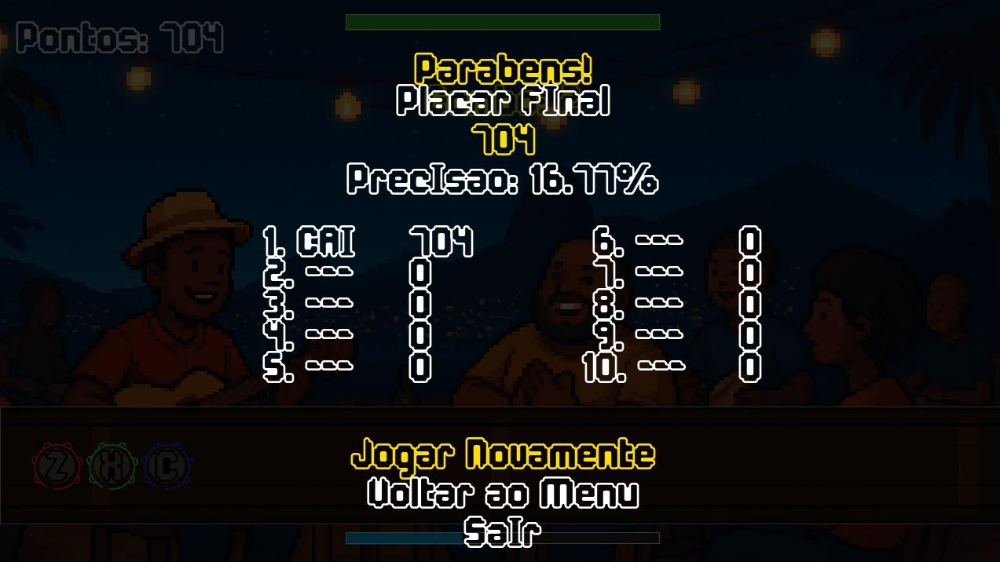 Pontos: 704
Parabens!
Placar FInal
704
PrecIsao: 16.77%
1. CAI 704
2. --- 0
3. --- 0
4. --- 0
5. --- 0
6. --- 0
7. --- 0
8. --- 0
9. --- 0
10. --- 0
Z X C
Jogar Novamente
Voltar ao Menu
SaIr